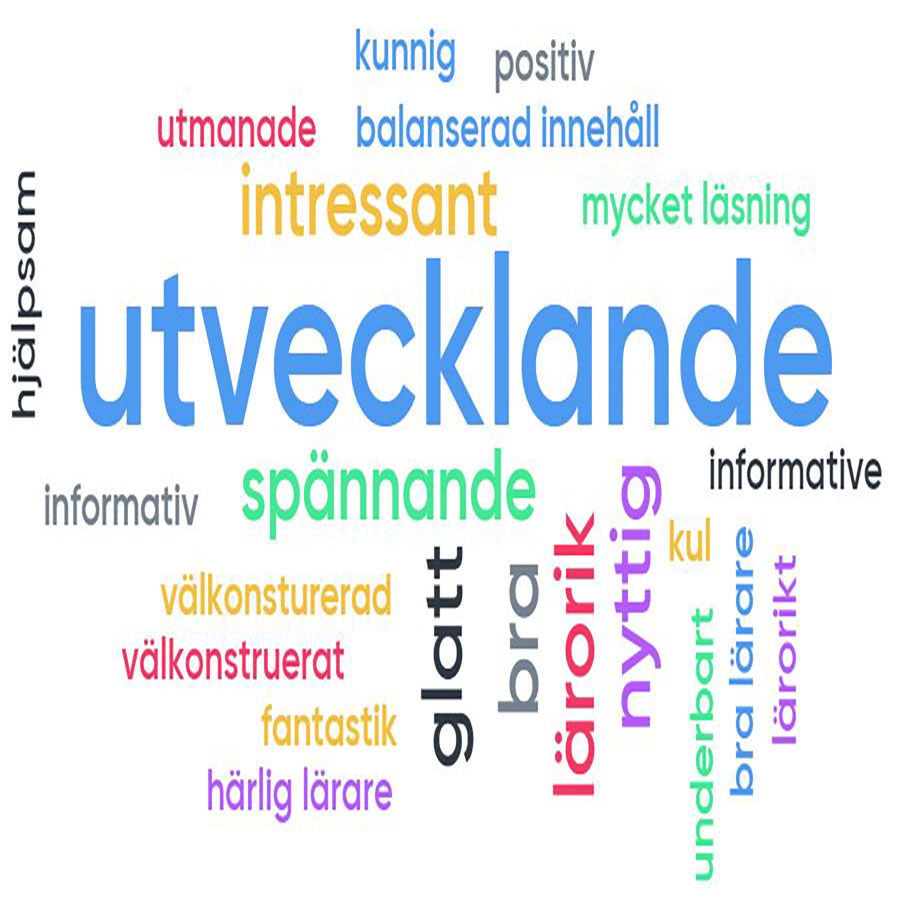 kunnig
positiv
utmanade
balanserad innehåll
intressant
mycket läsning
hjälpsam
utvecklande
informativ
spännande
informative
kul
välkonsturerad
välkonstruerat
fantastik
härlig lärare
glatt
bra
lärorik
nyttig
underbart
bra lärare
lärorikt